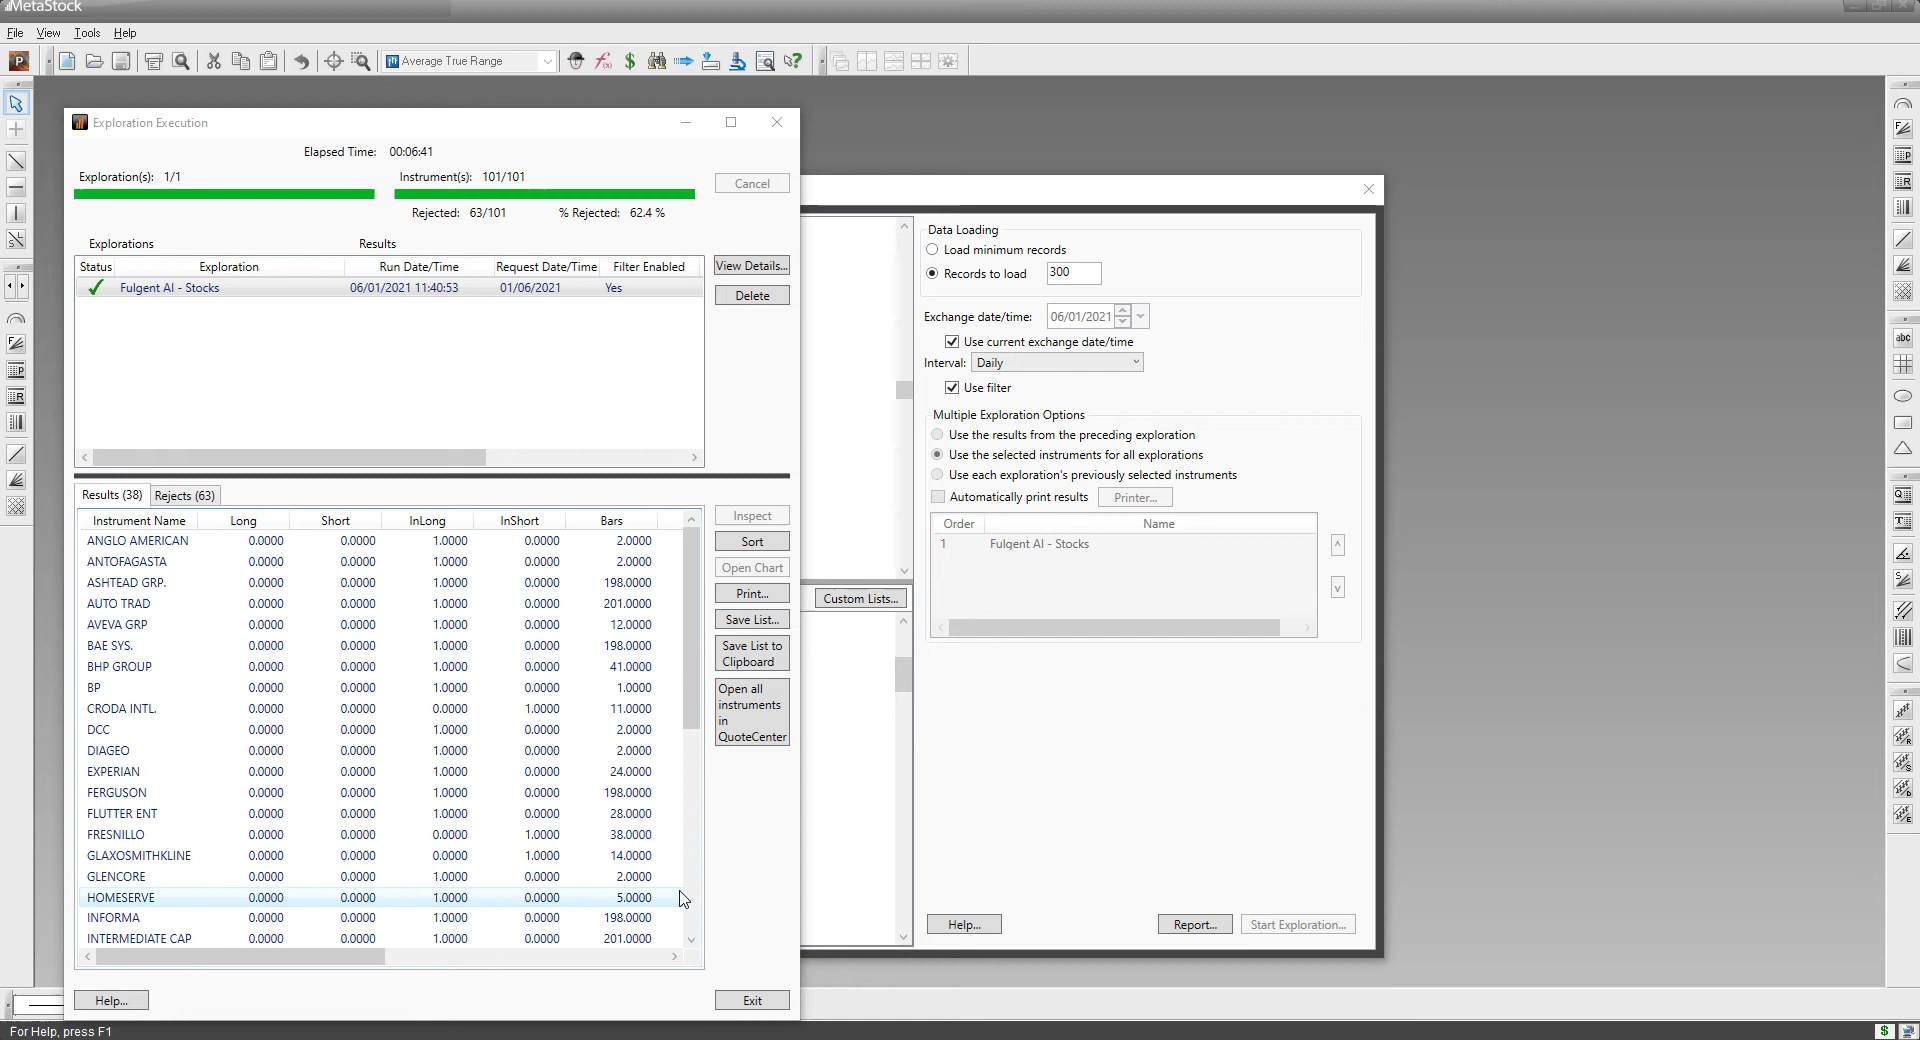 MetaStock
File View Tools Help
Average True Range
Exploration Execution
Elapsed Time: 00:06:41
Exploration(s): 1/1
Instrument(s): 101/101
Cancel
Rejected: 63/101 % Rejected: 62.4 %
Explorations Results
Status Exploration Run Date/Time Request Date/Time Filter Enabled
Fulgent AI - Stocks 06/01/2021 11:40:53 01/06/2021 Yes
View Details...
Delete
Results (38) Rejects (63)
Instrument Name Long Short InLong InShort Bars
ANGLO AMERICAN 0.0000 0.0000 1.0000 0.0000 2.0000
ANTOFAGASTA 0.0000 0.0000 1.0000 0.0000 2.0000
ASHTEAD GRP. 0.0000 0.0000 1.0000 0.0000 198.0000
AUTO TRAD 0.0000 0.0000 1.0000 0.0000 201.0000
AVEVA GRP 0.0000 0.0000 1.0000 0.0000 12.0000
BAE SYS. 0.0000 0.0000 1.0000 0.0000 198.0000
BHP GROUP 0.0000 0.0000 1.0000 0.0000 41.0000
BP 0.0000 0.0000 1.0000 0.0000 1.0000
CRODA INTL. 0.0000 0.0000 0.0000 1.0000 11.0000
DCC 0.0000 0.0000 1.0000 0.0000 2.0000
DIAGEO 0.0000 0.0000 1.0000 0.0000 2.0000
EXPERIAN 0.0000 0.0000 1.0000 0.0000 24.0000
FERGUSON 0.0000 0.0000 1.0000 0.0000 198.0000
FLUTTER ENT 0.0000 0.0000 1.0000 0.0000 28.0000
FRESNILLO 0.0000 0.0000 0.0000 1.0000 38.0000
GLAXOSMITHKLINE 0.0000 0.0000 0.0000 1.0000 14.0000
GLENCORE 0.0000 0.0000 1.0000 0.0000 2.0000
HOMESERVE 0.0000 0.0000 1.0000 0.0000 5.0000
INFORMA 0.0000 0.0000 1.0000 0.0000 198.0000
INTERMEDIATE CAP 0.0000 0.0000 1.0000 0.0000 201.0000
Inspect
Sort
Open Chart
Print...
Save List...
Save List to
Clipboard
Open all
instruments
in
QuoteCenter
Help...
Exit
Custom Lists...
Data Loading
Load minimum records
Records to load 300
Exchange date/time: 06/01/2021
Use current exchange date/time
Interval: Daily
Use filter
Multiple Exploration Options
Use the results from the preceding exploration
Use the selected instruments for all explorations
Use each exploration's previously selected instruments
Automatically print results Printer...
Order Name
1 Fulgent AI - Stocks
Help...
Report...
Start Exploration...
abc
For Help, press F1